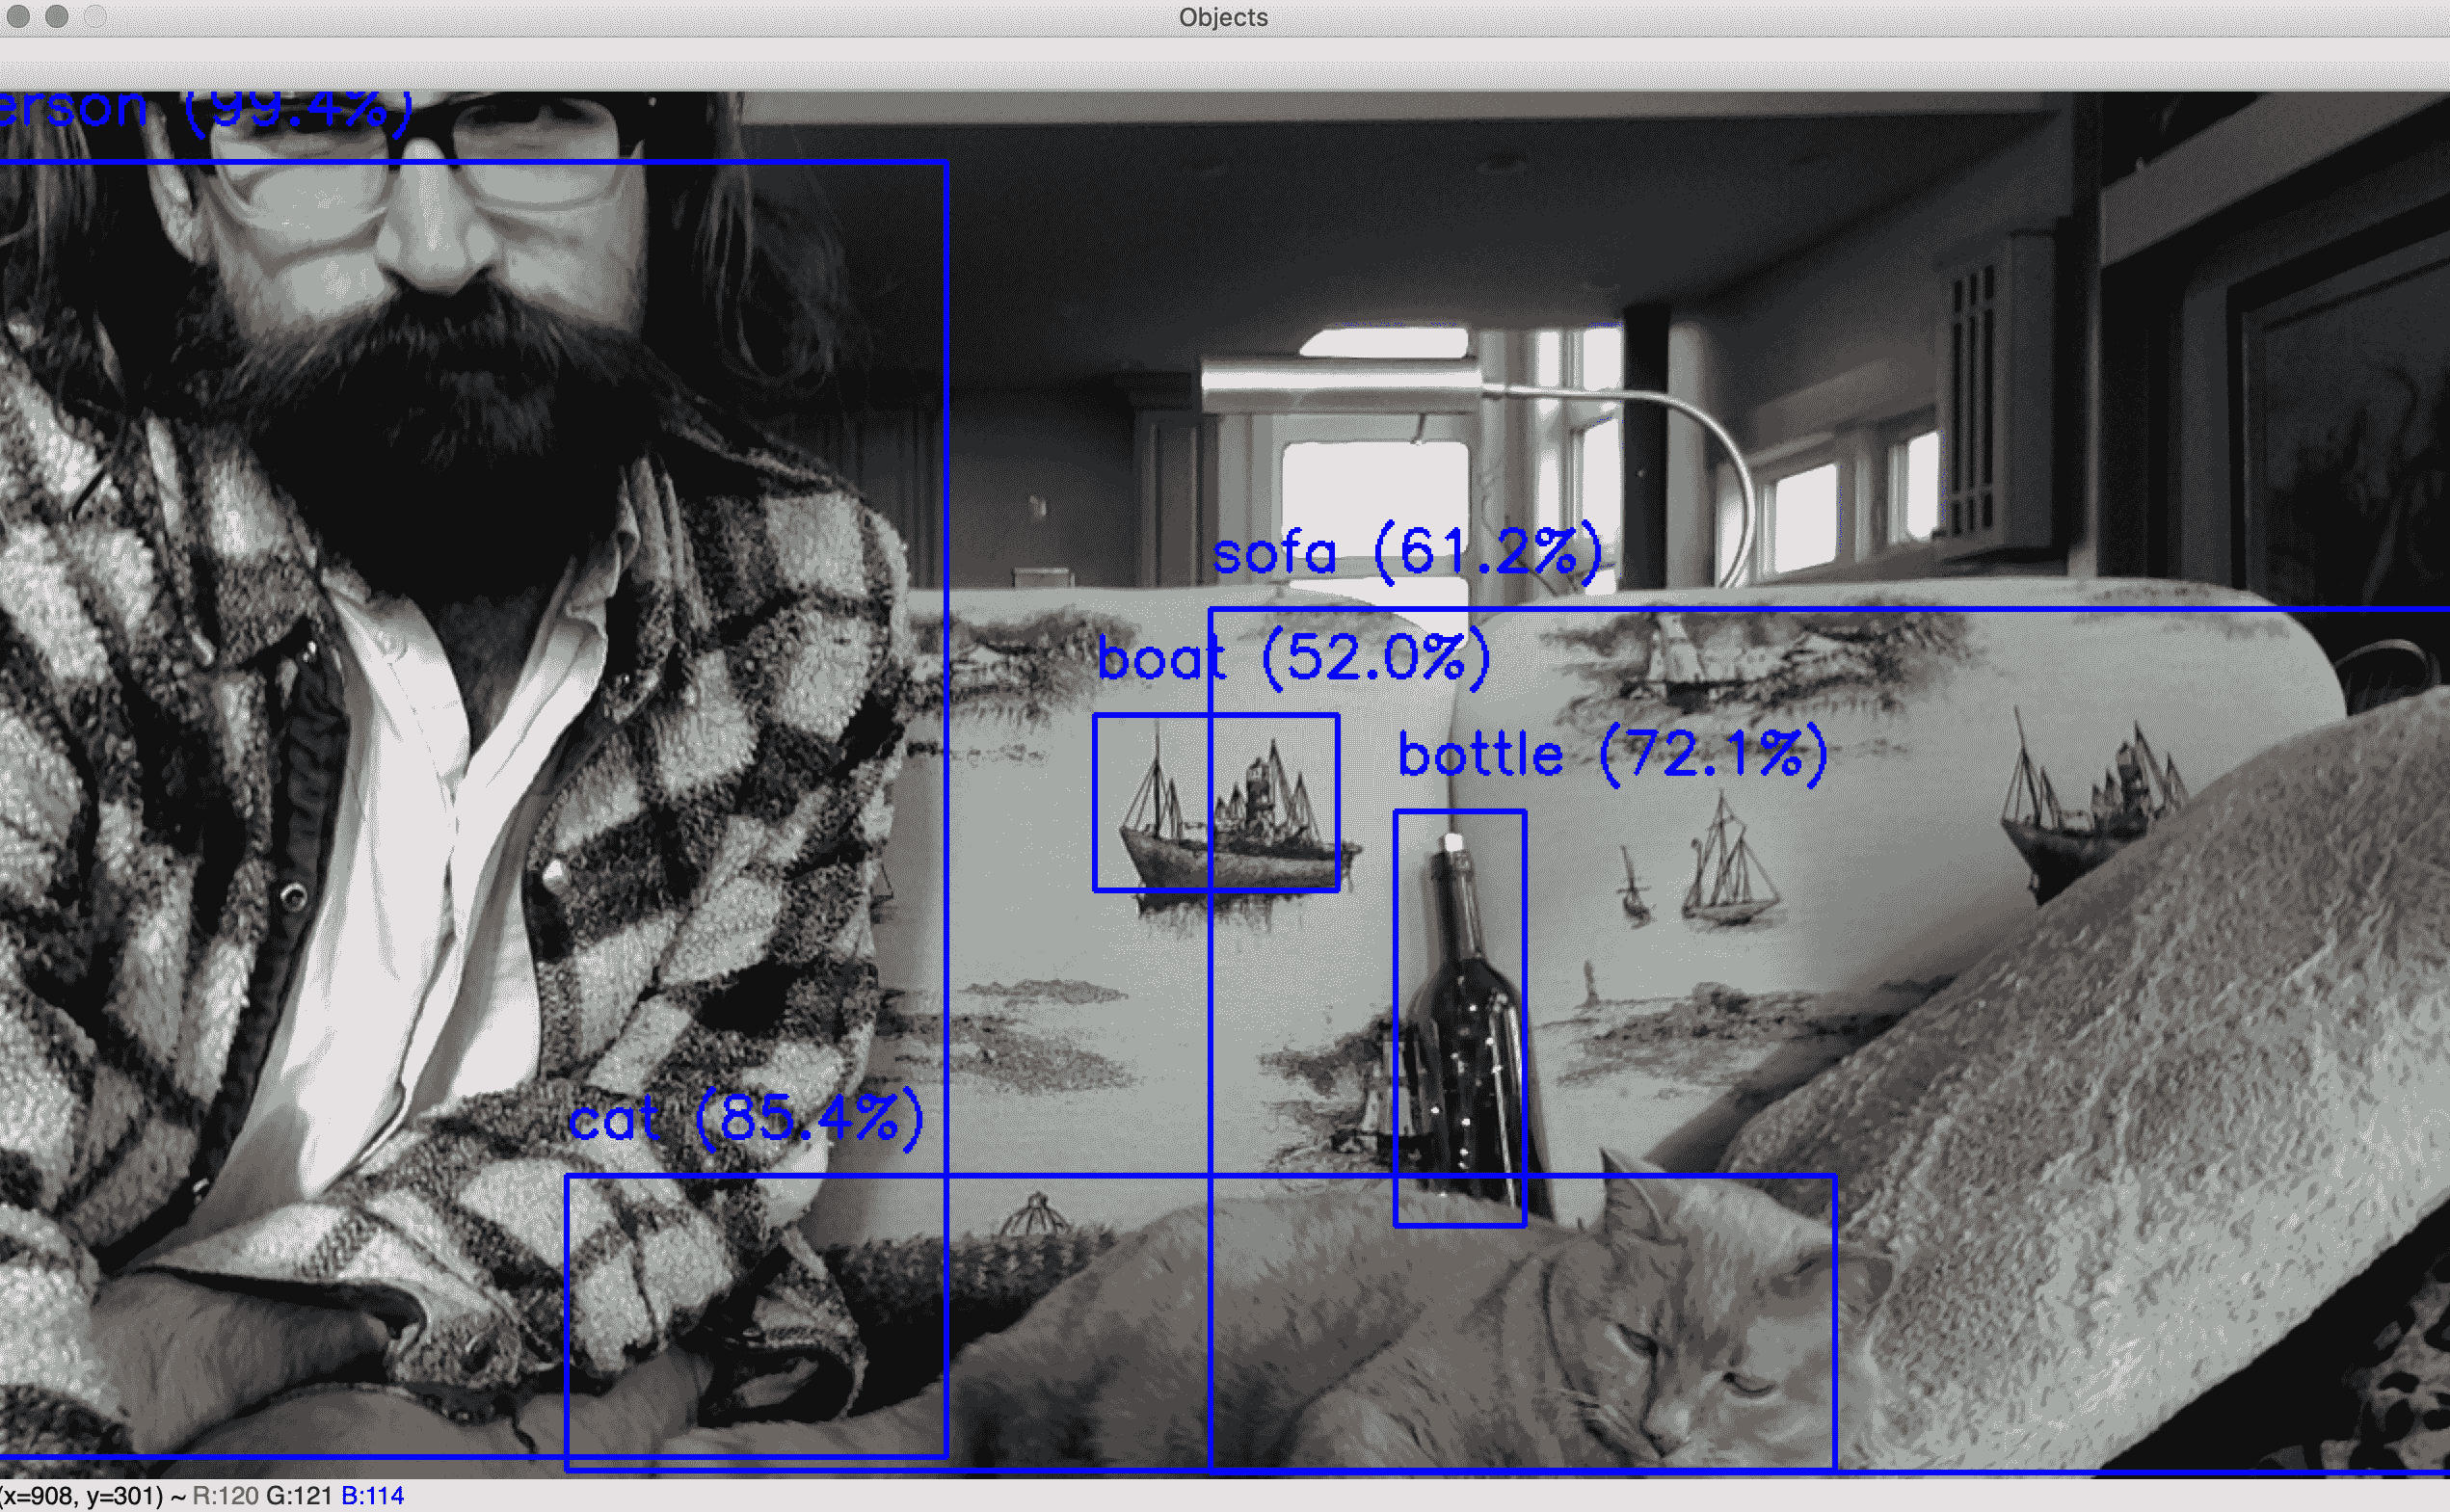 Objects
erson (99.4%)
sofa (61.2%)
boat (52.0%)
bottle (72.1%)
cat (85.4%)
(x=908, y=301) ~ R:120 G:121 B:114